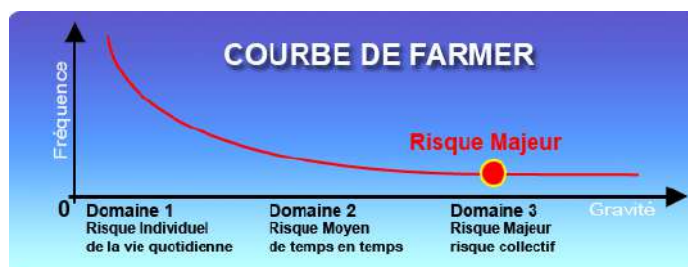 COURBE DE FARMER
Fréquence
Risque Majeur
0
Gravité
Domaine 1
Risque Individuel
de la vie quotidienne
Domaine 2
Risque Moyen
de temps en temps
Domaine 3
Risque Majeur
risque collectif